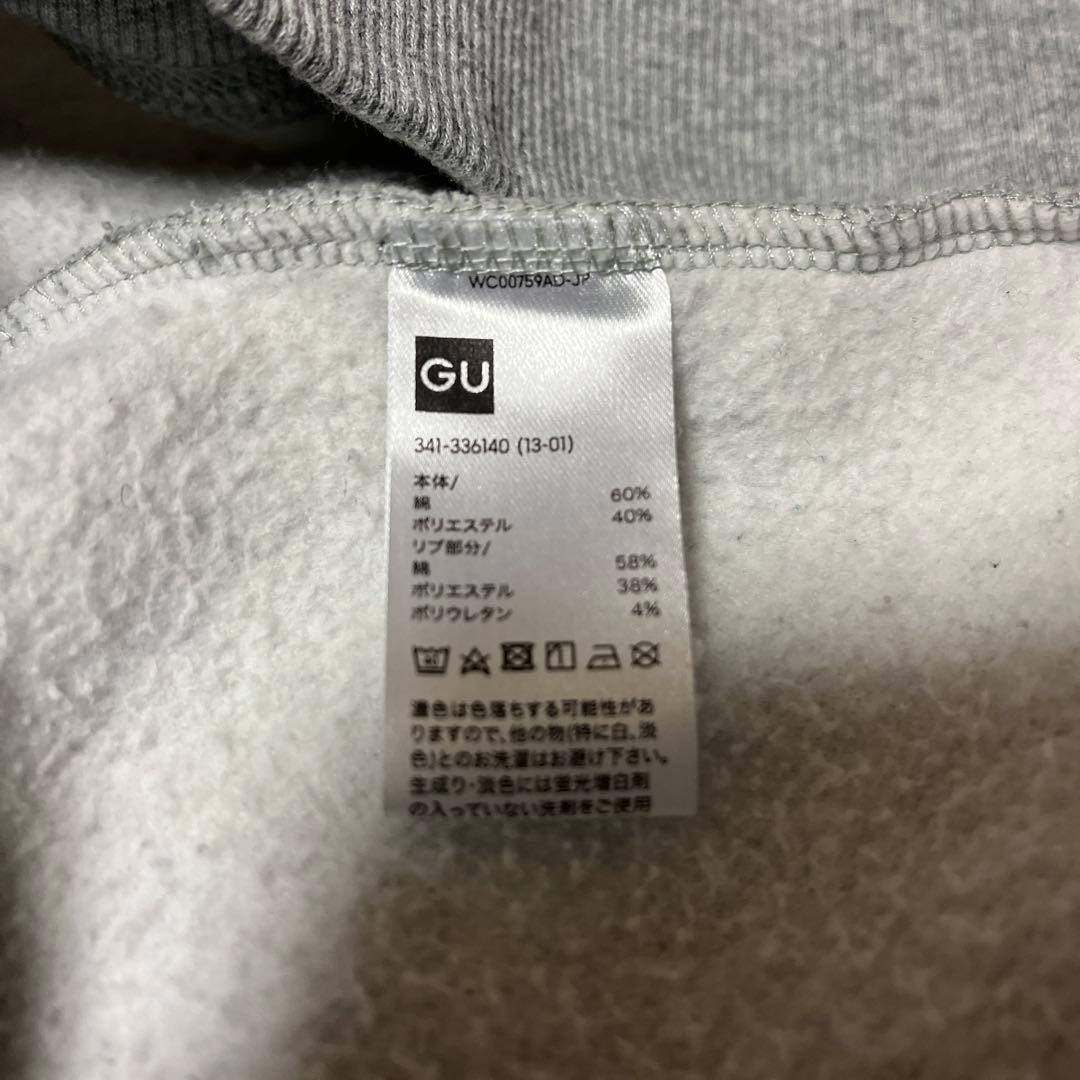 WC00759AD-JP
GU
341-336140 (13-01)
本体/
綿 60%
ポリエステル 40%
リブ部分/
綿 58%
ポリエステル 38%
ポリウレタン 4%
濃色は色落ちする可能性があ
りますので、他の物(特に白、淡
色)とのお洗濯はお避け下さい。
生成り・淡色には蛍光増白剤
の入っていない洗剤をご使用